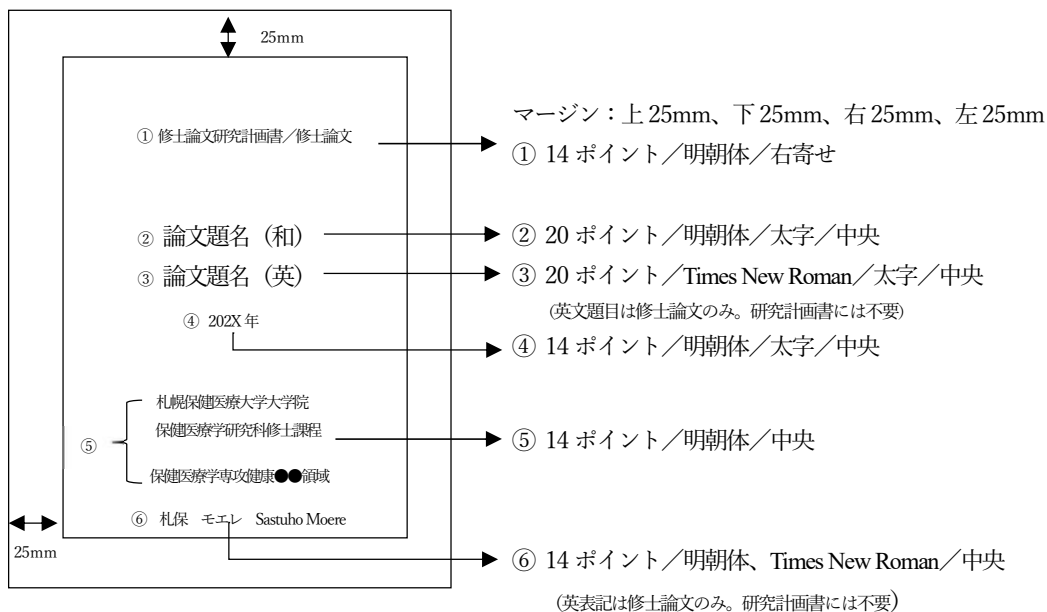 25mm
マージン：上 25mm、下 25mm、右 25mm、左 25mm
① 修士論文研究計画書／修士論文
① 14 ポイント／明朝体／右寄せ
② 論文題名（和）
② 20 ポイント／明朝体／太字／中央
③ 論文題名（英）
③ 20 ポイント／Times New Roman／太字／中央
(英文題目は修士論文のみ。研究計画書には不要)
④ 202X 年
④ 14 ポイント／明朝体／太字／中央
札幌保健医療大学大学院
⑤
保健医療学研究科修士課程
⑤ 14 ポイント／明朝体／中央
保健医療学専攻健康●●領域
⑥ 札保　モエレ　Sastuho Moere
25mm
⑥ 14 ポイント／明朝体、Times New Roman／中央
(英表記は修士論文のみ。研究計画書には不要)